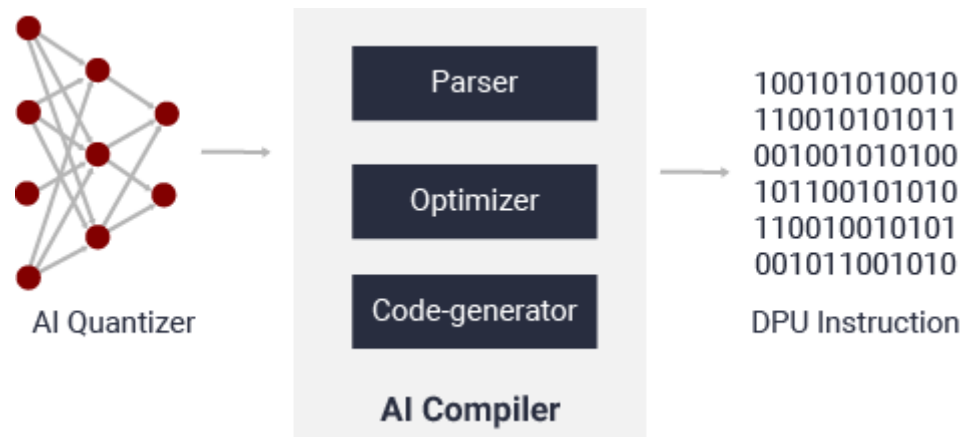 AI Quantizer
Parser
Optimizer
Code-generator
AI Compiler
100101010010
110010101011
001001010100
101100101010
110010010101
001011001010
DPU Instruction